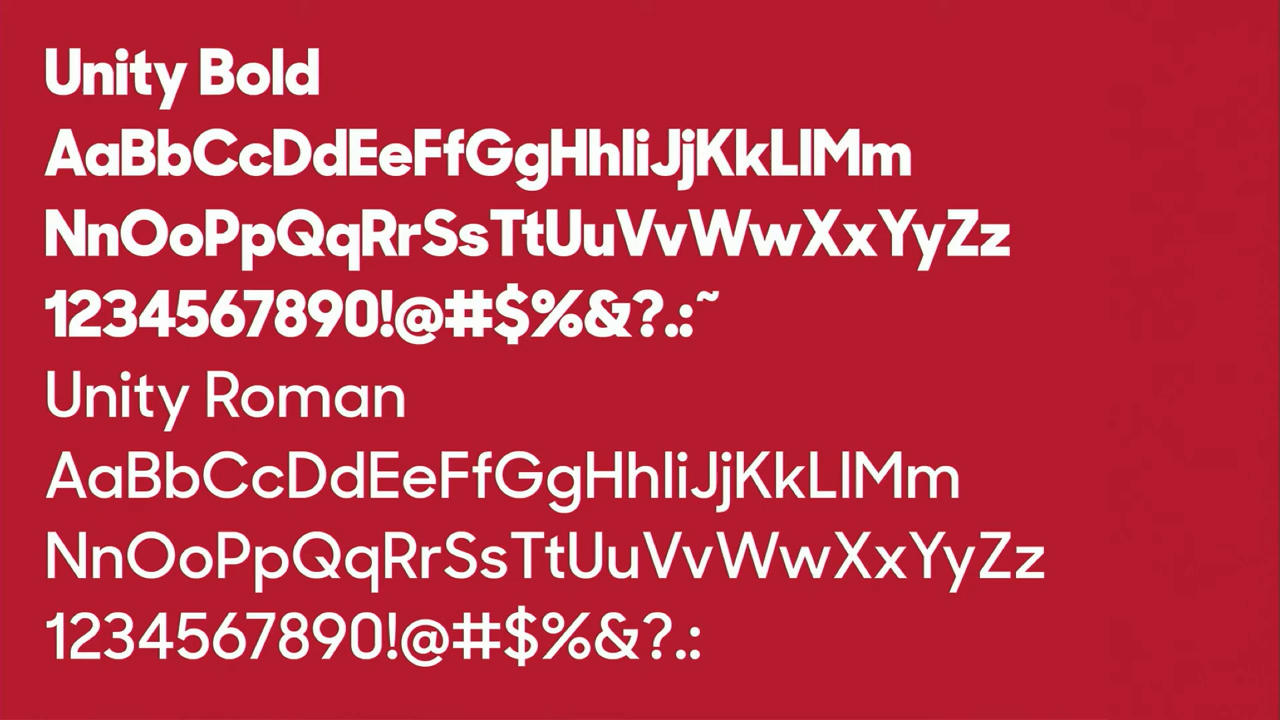 Unity Bold
AaBbCcDdEeFfGgHhIiJjKkLlMm
NnOoPpQqRrSsTtUuVvWwXxYyZz
1234567890!@#$%&?.:˜
Unity Roman
AaBbCcDdEeFfGgHhIiJjKkLlMm
NnOoPpQqRrSsTtUuVvWwXxYyZz
1234567890!@#$%&?.: